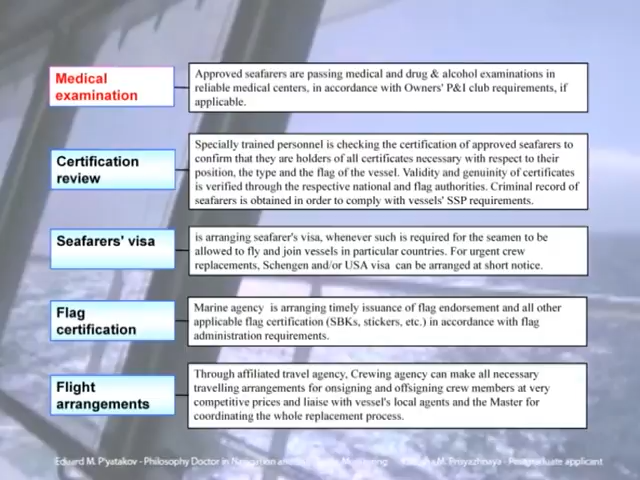 Medical
examination
Approved seafarers are passing medical and drug & alcohol examinations in
reliable medical centers, in accordance with Owners' P&I club requirements, if
applicable.
Certification
review
Specially trained personnel is checking the certification of approved seafarers to
confirm that they are holders of all certificates necessary with respect to their
position, the type and the flag of the vessel. Validity and genuinity of certificates
is verified through the respective national and flag authorities. Criminal record of
seafarers is obtained in order to comply with vessels' SSP requirements.
Seafarers' visa
is arranging seafarer's visa, whenever such is required for the seamen to be
allowed to fly and join vessels in particular countries. For urgent crew
replacements, Schengen and/or USA visa can be arranged at short notice.
Flag
certification
Marine agency is arranging timely issuance of flag endorsement and all other
applicable flag certification (SBKs, stickers, etc.) in accordance with flag
administration requirements.
Flight
arrangements
Through affiliated travel agency, Crewing agency can make all necessary
travelling arrangements for onsigning and offsigning crew members at very
competitive prices and liaise with vessel's local agents and the Master for
coordinating the whole replacement process.
Eduard M. P'yatakov - Philosophy Doctor in Navigation and - Postgraduate applicant